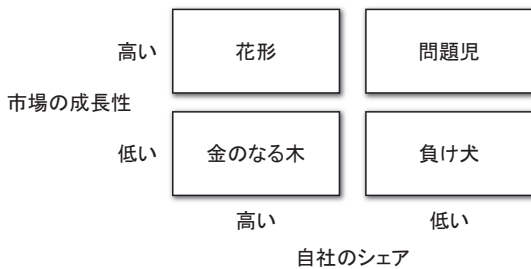 高い
花形
問題児
市場の成長性
低い
金のなる木
負け犬
高い
低い
自社のシェア